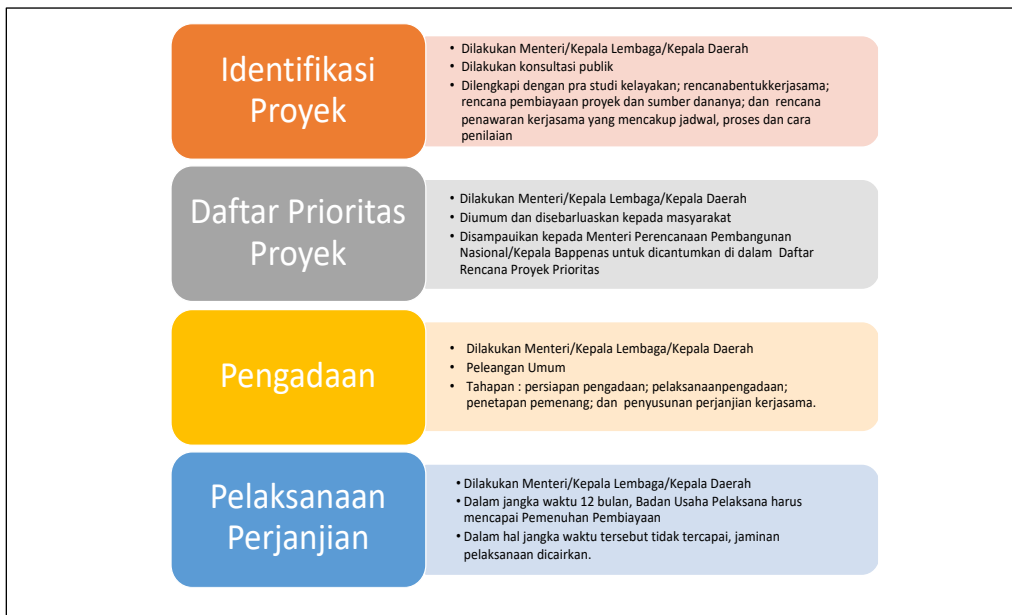 Identifikasi
Proyek
• Dilakukan Menteri/Kepala Lembaga/Kepala Daerah
• Dilakukan konsultasi publik
• Dilengkapi dengan pra studi kelayakan; rencanabentukkerjasama;
rencana pembiayaan proyek dan sumber dananya; dan rencana
penawaran kerjasama yang mencakup jadwal, proses dan cara
penilaian
Daftar Prioritas
Proyek
• Dilakukan Menteri/Kepala Lembaga/Kepala Daerah
• Diumum dan disebarluaskan kepada masyarakat
• Disampauikan kepada Menteri Perencanaan Pembangunan
Nasional/Kepala Bappenas untuk dicantumkan di dalam Daftar
Rencana Proyek Prioritas
Pengadaan
• Dilakukan Menteri/Kepala Lembaga/Kepala Daerah
• Peleangan Umum
• Tahapan : persiapan pengadaan; pelaksanaanpengadaan;
penetapan pemenang; dan penyusunan perjanjian kerjasama.
Pelaksanaan
Perjanjian
• Dilakukan Menteri/Kepala Lembaga/Kepala Daerah
• Dalam jangka waktu 12 bulan, Badan Usaha Pelaksana harus
mencapai Pemenuhan Pembiayaan
• Dalam hal jangka waktu tersebut tidak tercapai, jaminan
pelaksanaan dicairkan.